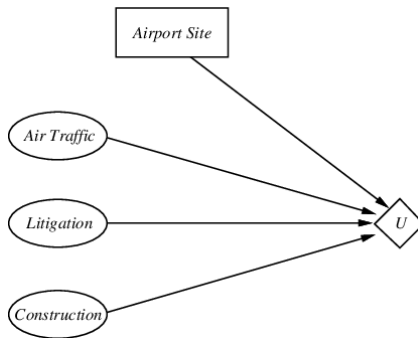 Airport Site
Air Traffic
Litigation
U
Construction